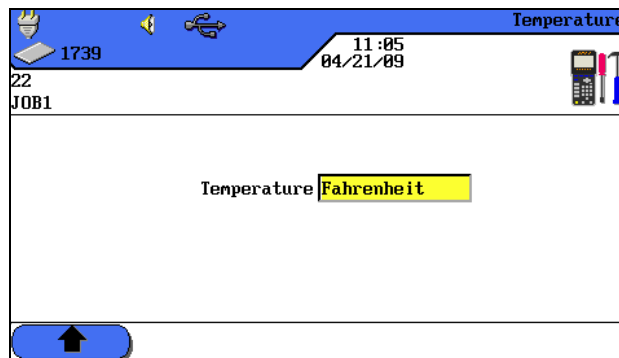 Temperature
1739
11:05
04/21/09
22
JOB1
Temperature Fahrenheit